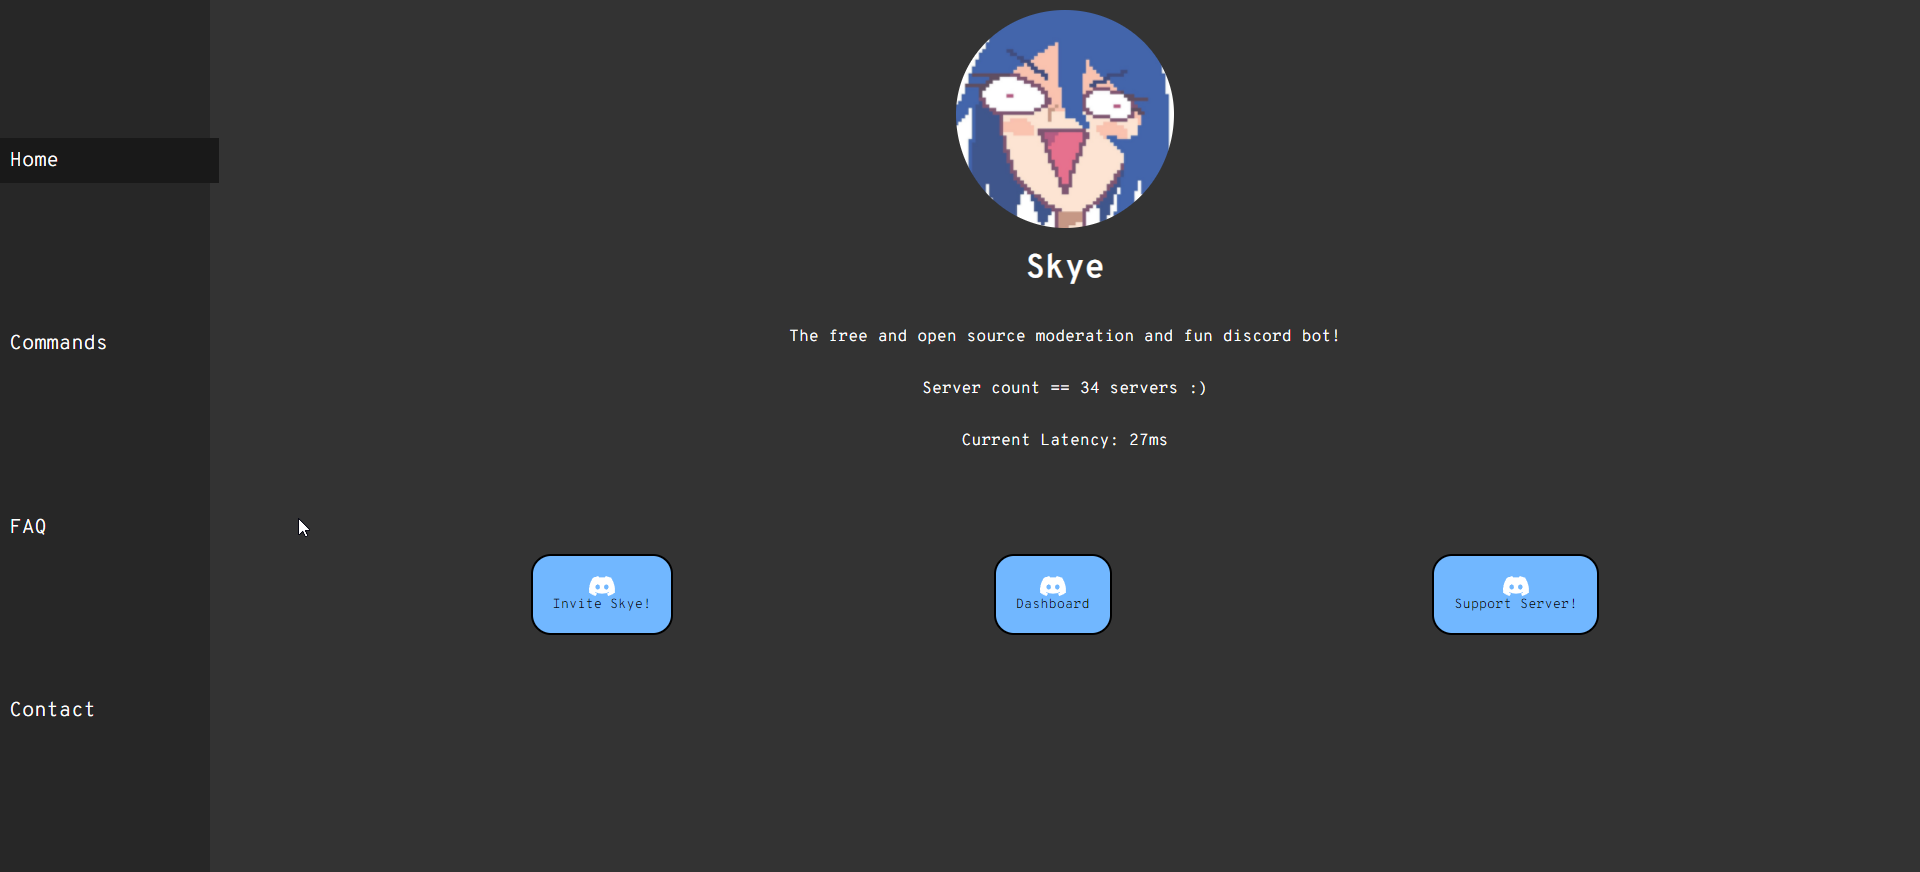 Home
Commands
FAQ
Contact
Skye
The free and open source moderation and fun discord bot!
Server count == 34 servers :)
Current Latency: 27ms
Invite Skye!
Dashboard
Support Server!